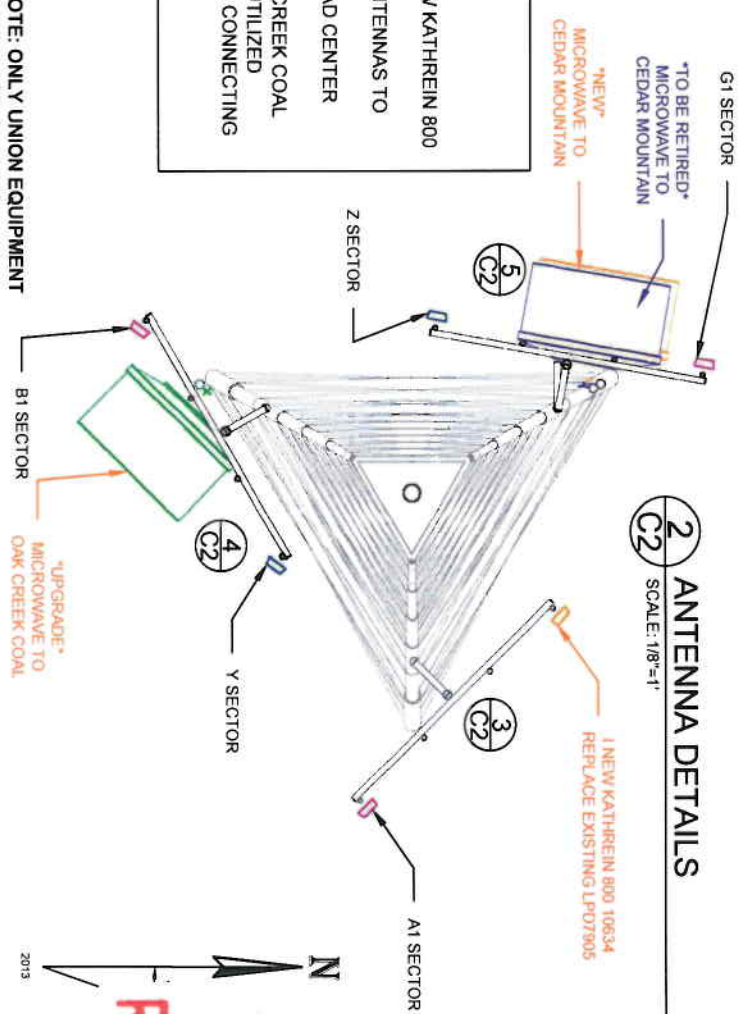 G1 SECTOR
*TO BE RETIRED*
MICROWAVE TO
CEDAR MOUNTAIN
*NEW*
MICROWAVE TO
CEDAR MOUNTAIN
5
C2
Z SECTOR
W KATHREIN 800
TENNAS TO
AD CENTER
CREEK COAL
TILIZED
CONNECTING
OTE: ONLY UNION EQUIPMENT
B1 SECTOR
*UPGRADE*
MICROWAVE TO
OAK CREEK COAL
4
C2
Y SECTOR
2
C2
ANTENNA DETAILS
SCALE: 1/8"=1'
1 NEW KATHREIN 800 10634
REPLACE EXISTING LPD7905
3
C2
A1 SECTOR
N
2013